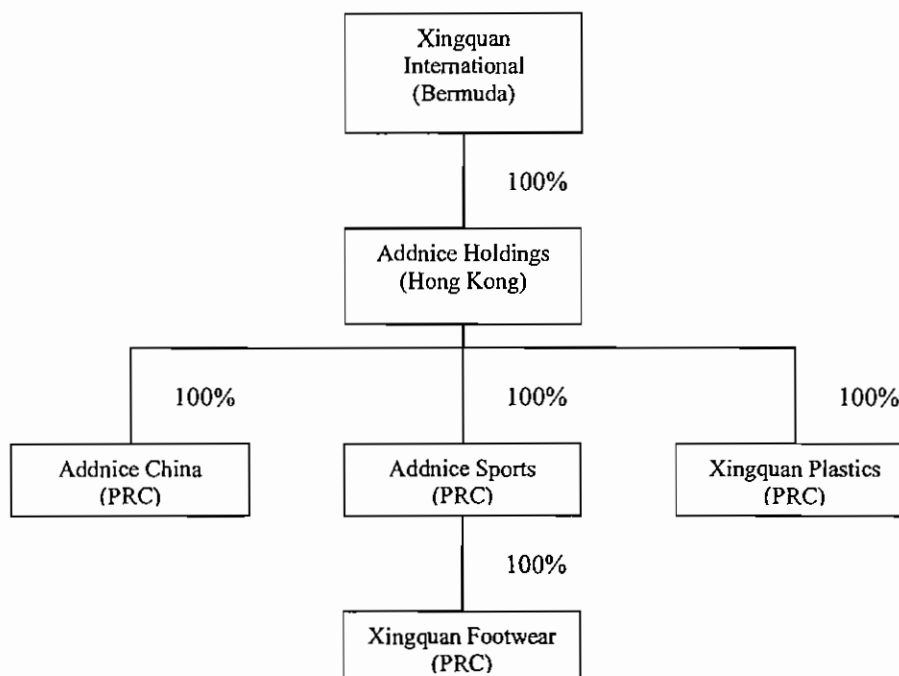 Xingquan
International
(Bermuda)
100%
Addnice Holdings
(Hong Kong)
100%
100%
100%
Addnice China
(PRC)
Addnice Sports
(PRC)
Xingquan Plastics
(PRC)
100%
Xingquan Footwear
(PRC)